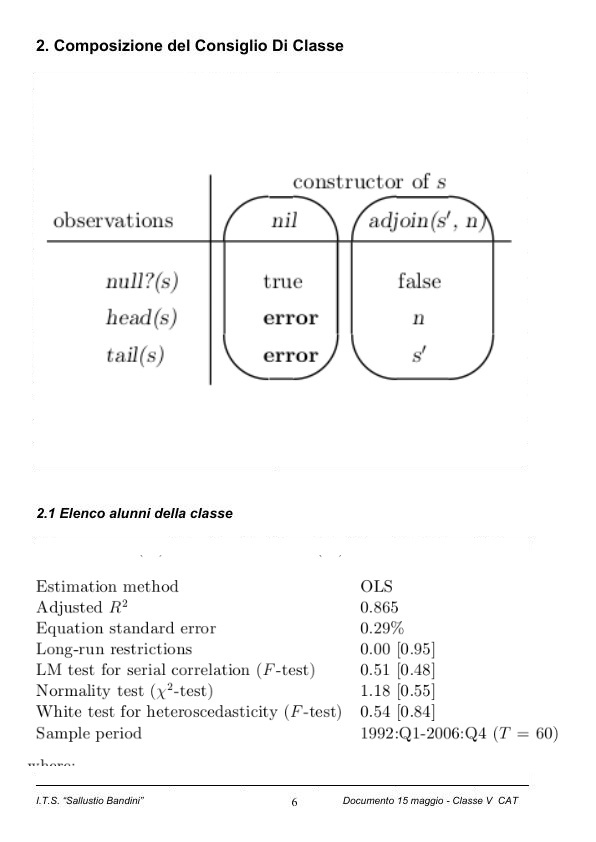 2. Composizione del Consiglio Di Classe
constructor of s
observations nil adjoin(s′, n)
null?(s) true false
head(s) error n
tail(s) error s′
2.1 Elenco alunni della classe
Estimation method OLS
Adjusted R² 0.865
Equation standard error 0.29%
Long-run restrictions 0.00 [0.95]
LM test for serial correlation (F-test) 0.51 [0.48]
Normality test (χ²-test) 1.18 [0.55]
White test for heteroscedasticity (F-test) 0.54 [0.84]
Sample period 1992:Q1-2006:Q4 (T = 60)
I.T.S. “Sallustio Bandini” 6 Documento 15 maggio - Classe V CAT